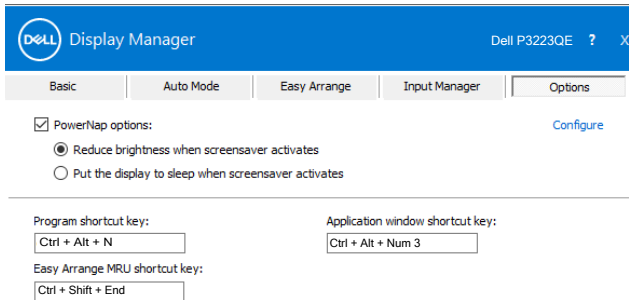 DELL Display Manager
Dell P3223QE ? X
Basic Auto Mode Easy Arrange Input Manager Options
PowerNap options: Configure
Reduce brightness when screensaver activates
Put the display to sleep when screensaver activates
Program shortcut key: Application window shortcut key:
Ctrl + Alt + N Ctrl + Alt + Num 3
Easy Arrange MRU shortcut key:
Ctrl + Shift + End